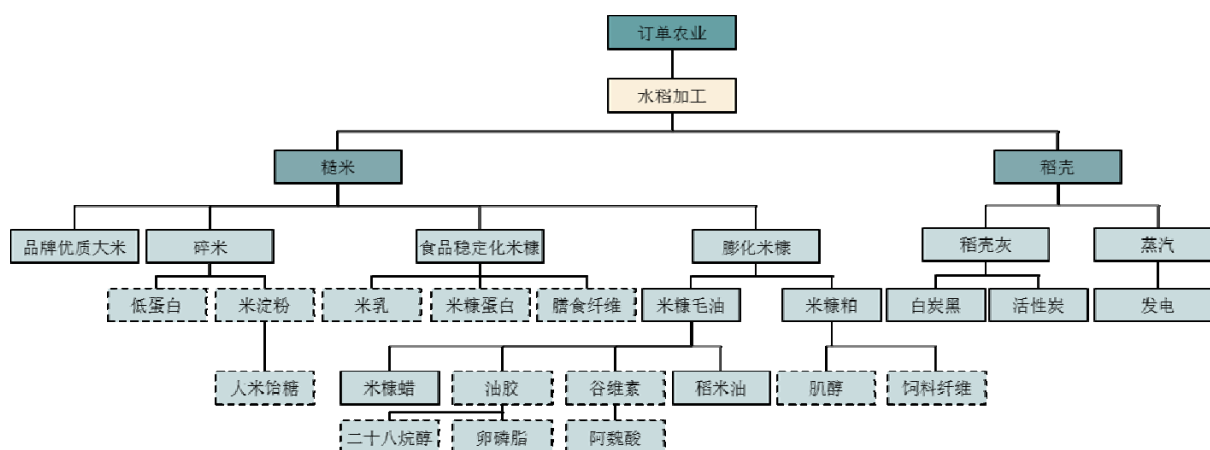 订单农业
水稻加工
糙米
稻壳
品牌优质大米
碎米
食品稳定化米糠
膨化米糠
稻壳灰
蒸汽
低蛋白
米淀粉
米乳
米糠蛋白
膳食纤维
米糠毛油
米糠粕
白炭黑
活性炭
发电
大米饴糖
米糠蜡
油胶
谷维素
稻米油
肌醇
饲料纤维
二十八烷醇
卵磷脂
阿魏酸